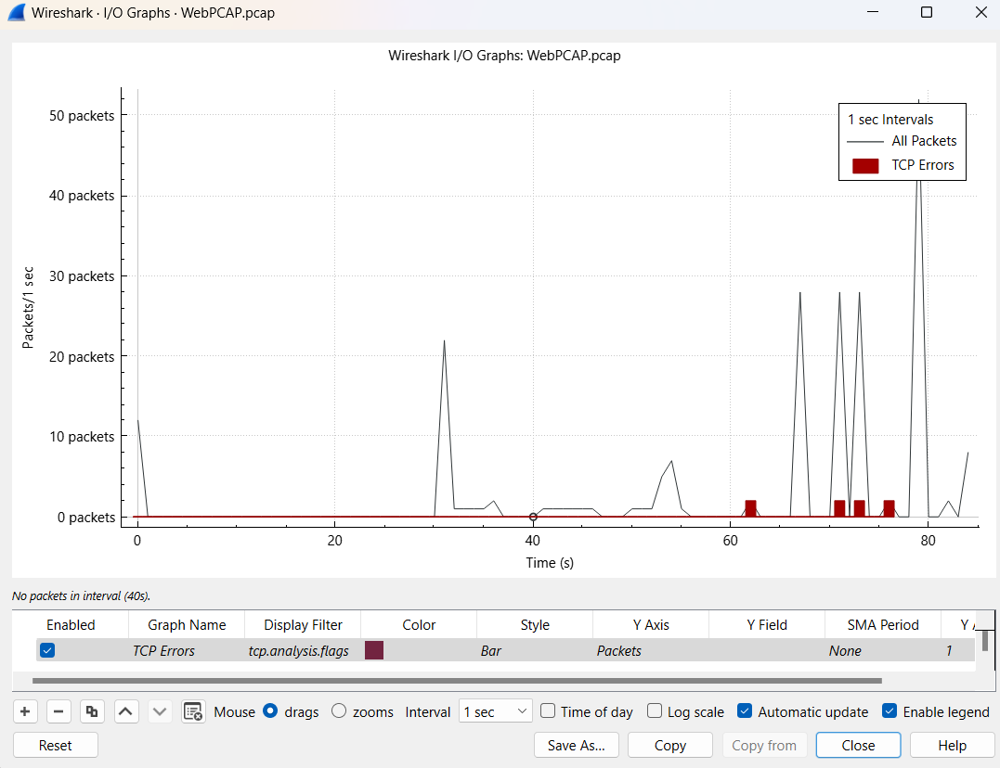 Wireshark · I/O Graphs · WebPCAP.pcap
Wireshark I/O Graphs: WebPCAP.pcap
50 packets
40 packets
30 packets
20 packets
10 packets
0 packets
Packets/1 sec
1 sec Intervals
All Packets
TCP Errors
0 20 40 60 80
Time (s)
No packets in interval (40s).
Enabled Graph Name Display Filter Color Style Y Axis Y Field SMA Period Y
TCP Errors tcp.analysis.flags Bar Packets None 1
Mouse drags zooms Interval 1 sec Time of day Log scale Automatic update Enable legend
Reset Save As... Copy Copy from Close Help